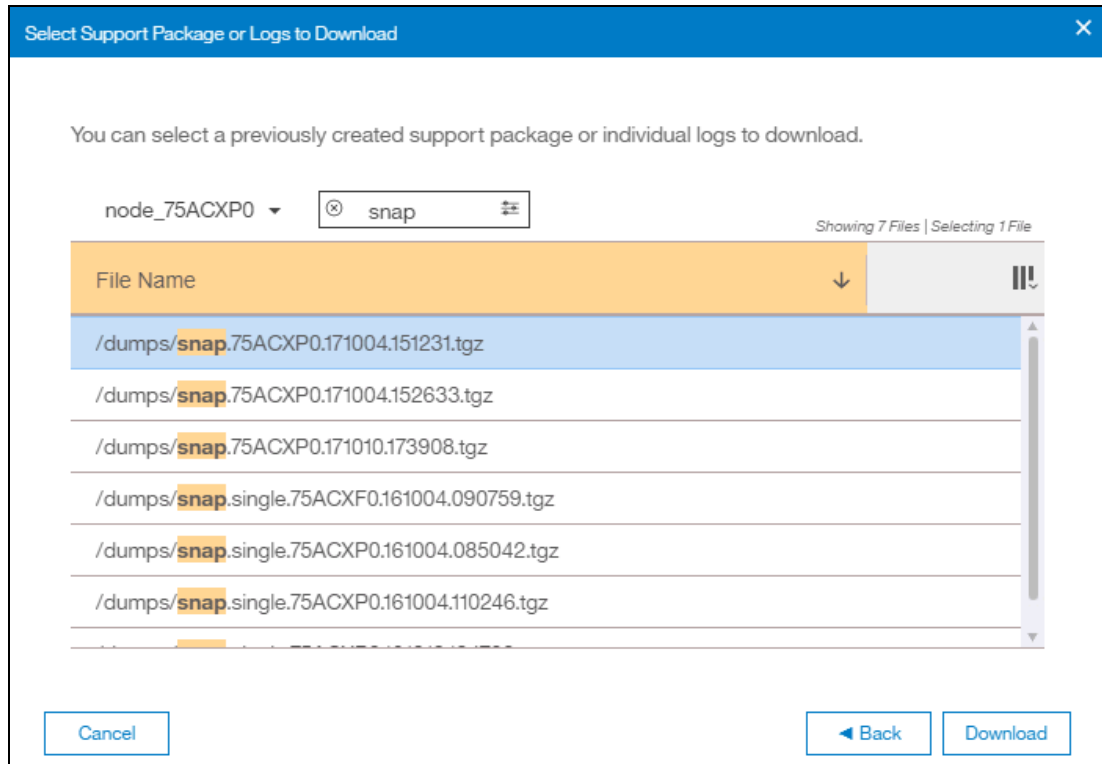 Select Support Package or Logs to Download
You can select a previously created support package or individual logs to download.
node_75ACXP0
snap
Showing 7 Files | Selecting 1 File
File Name
/dumps/snap.75ACXP0.171004.151231.tgz
/dumps/snap.75ACXP0.171004.152633.tgz
/dumps/snap.75ACXP0.171010.173908.tgz
/dumps/snap.single.75ACXF0.161004.090759.tgz
/dumps/snap.single.75ACXP0.161004.085042.tgz
/dumps/snap.single.75ACXP0.161004.110246.tgz
Cancel
Back
Download